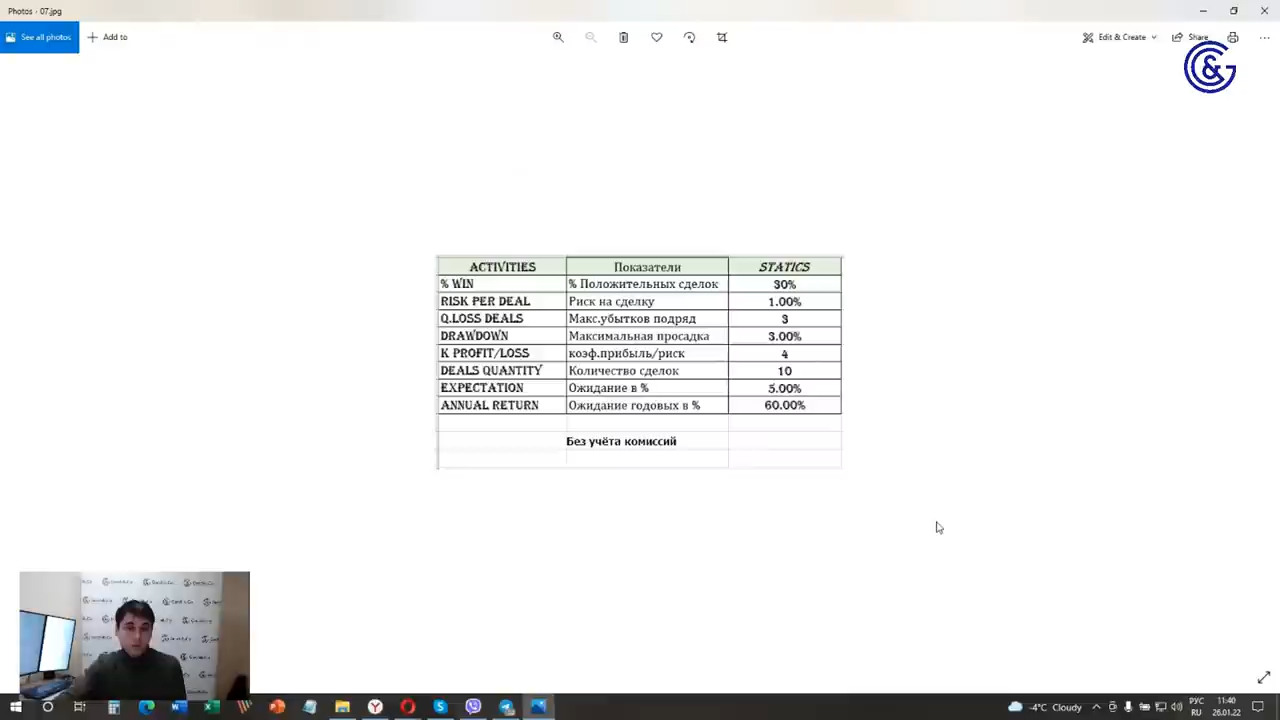 Photos - 07.jpg
See all photos
Add to
Edit & Create
Share
G&
ACTIVITIES Показатели STATICS
% WIN % Положительных сделок 30%
RISK PER DEAL Риск на сделку 1.00%
Q.LOSS DEALS Макс.убытков подряд 3
DRAWDOWN Максимальная просадка 3.00%
K PROFIT/LOSS коэф.прибыль/риск 4
DEALS QUANTITY Количество сделок 10
EXPECTATION Ожидание в % 5.00%
ANNUAL RETURN Ожидание годовых в % 60.00%
Без учёта комиссий
-4°C Cloudy
РУС
RU
11:40
26.01.22